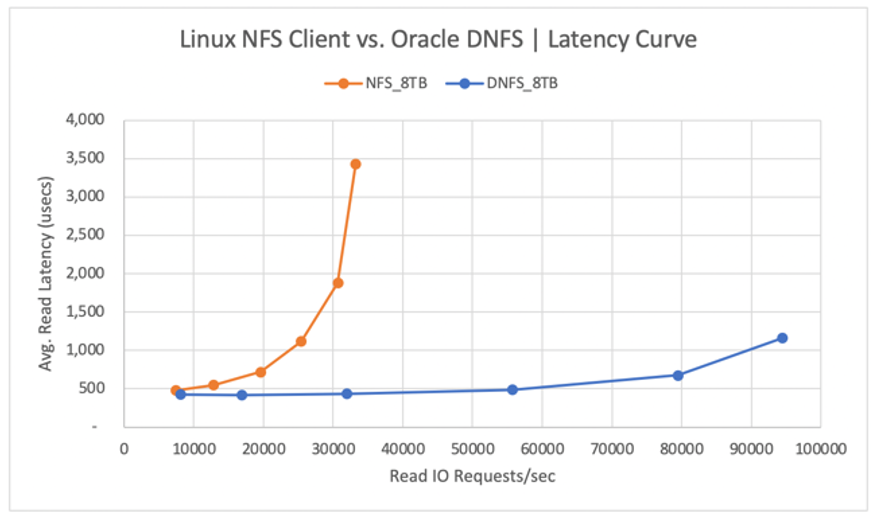 Linux NFS Client vs. Oracle DNFS | Latency Curve
NFS_8TB DNFS_8TB
4,000
3,500
3,000
2,500
2,000
1,500
1,000
500
-
Avg. Read Latency (usecs)
0 10000 20000 30000 40000 50000 60000 70000 80000 90000 100000
Read IO Requests/sec